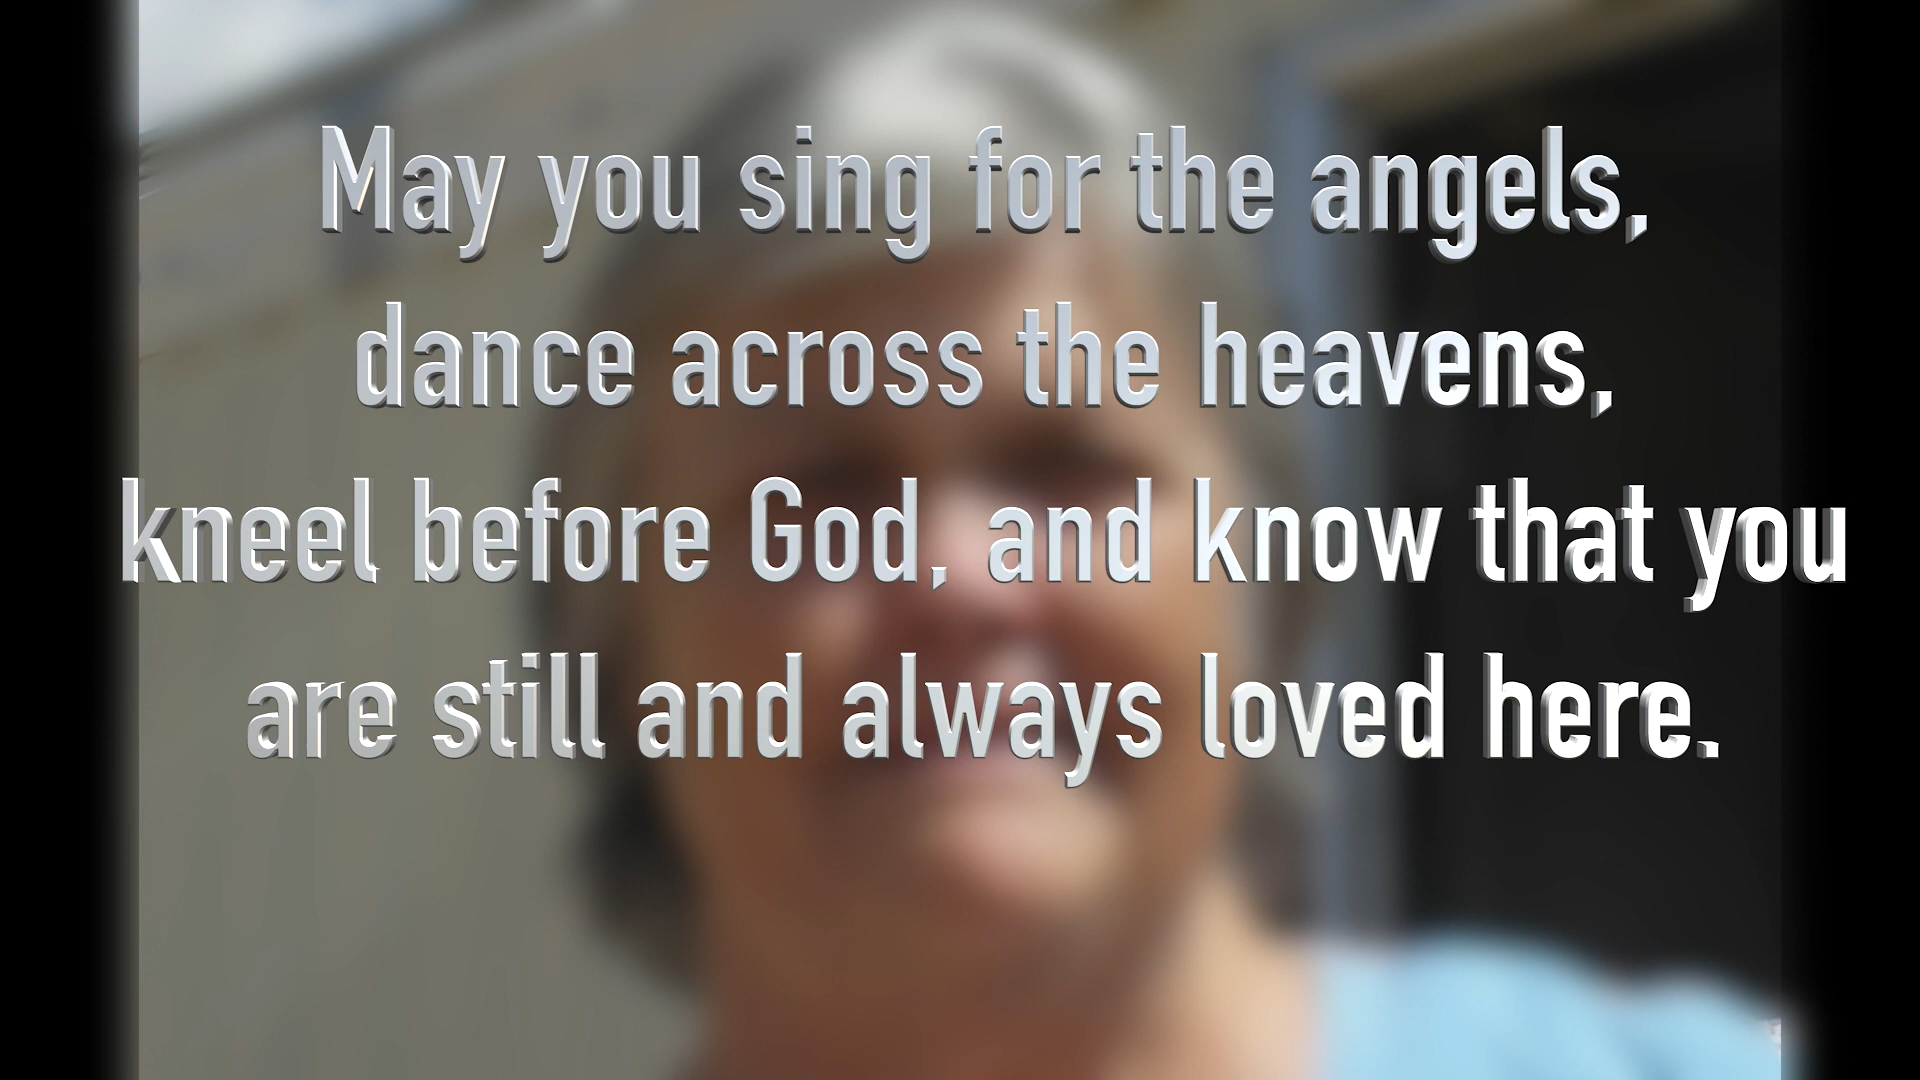 May you sing for the angels,
dance across the heavens,
kneel before God, and know that you
are still and always loved here.